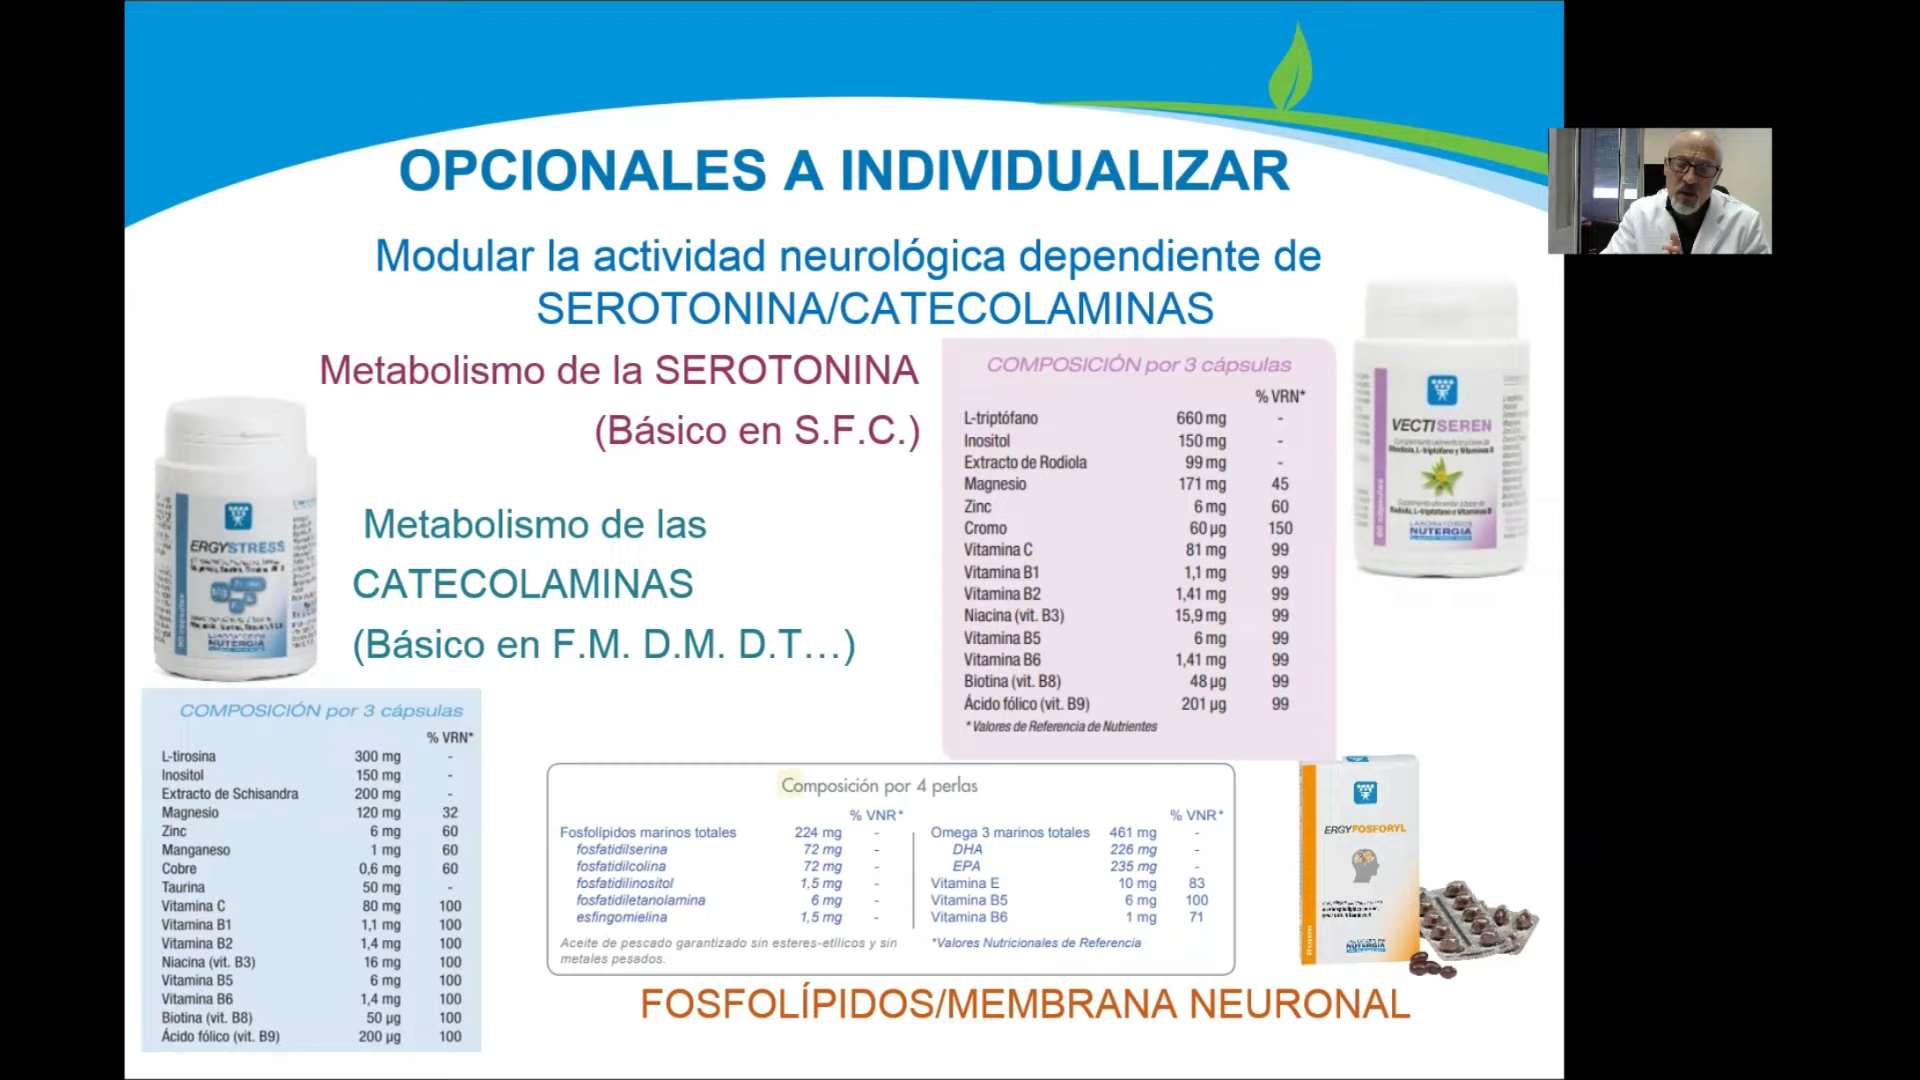 OPCIONALES A INDIVIDUALIZAR
Modular la actividad neurológica dependiente de
SEROTONINA/CATECOLAMINAS
Metabolismo de la SEROTONINA
(Básico en S.F.C.)
Metabolismo de las
CATECOLAMINAS
(Básico en F.M. D.M. D.T…)
COMPOSICIÓN por 3 cápsulas
% VRN*
L-triptófano 660 mg -
Inositol 150 mg -
Extracto de Rodiola 99 mg -
Magnesio 171 mg 45
Zinc 6 mg 60
Cromo 60 µg 150
Vitamina C 81 mg 99
Vitamina B1 1,1 mg 99
Vitamina B2 1,41 mg 99
Niacina (vit. B3) 15,9 mg 99
Vitamina B5 6 mg 99
Vitamina B6 1,41 mg 99
Biotina (vit. B8) 48 µg 99
Ácido fólico (vit. B9) 201 µg 99
* Valores de Referencia de Nutrientes
VECTISEREN
LABORATORIOS
NUTERGIA
ERGYSTRESS
LABORATORIOS
NUTERGIA
COMPOSICIÓN por 3 cápsulas
% VRN*
L-tirosina 300 mg -
Inositol 150 mg -
Extracto de Schisandra 200 mg -
Magnesio 120 mg 32
Zinc 6 mg 60
Manganeso 1 mg 60
Cobre 0,6 mg 60
Taurina 50 mg -
Vitamina C 80 mg 100
Vitamina B1 1,1 mg 100
Vitamina B2 1,4 mg 100
Niacina (vit. B3) 16 mg 100
Vitamina B5 6 mg 100
Vitamina B6 1,4 mg 100
Biotina (vit. B8) 50 µg 100
Ácido fólico (vit. B9) 200 µg 100
Composición por 4 perlas
% VNR*
Fosfolípidos marinos totales 224 mg -
fosfatidilserina 72 mg -
fosfatidilcolina 72 mg -
fosfatidilinositol 1,5 mg -
fosfatidiletanolamina 6 mg -
esfingomielina 1,5 mg -
Aceite de pescado garantizado sin esteres-etílicos y sin
metales pesados.
% VNR*
Omega 3 marinos totales 461 mg -
DHA 226 mg -
EPA 235 mg -
Vitamina E 10 mg 83
Vitamina B5 6 mg 100
Vitamina B6 1 mg 71
*Valores Nutricionales de Referencia
ERGYFOSFORYL
NUTERGIA
FOSFOLÍPIDOS/MEMBRANA NEURONAL